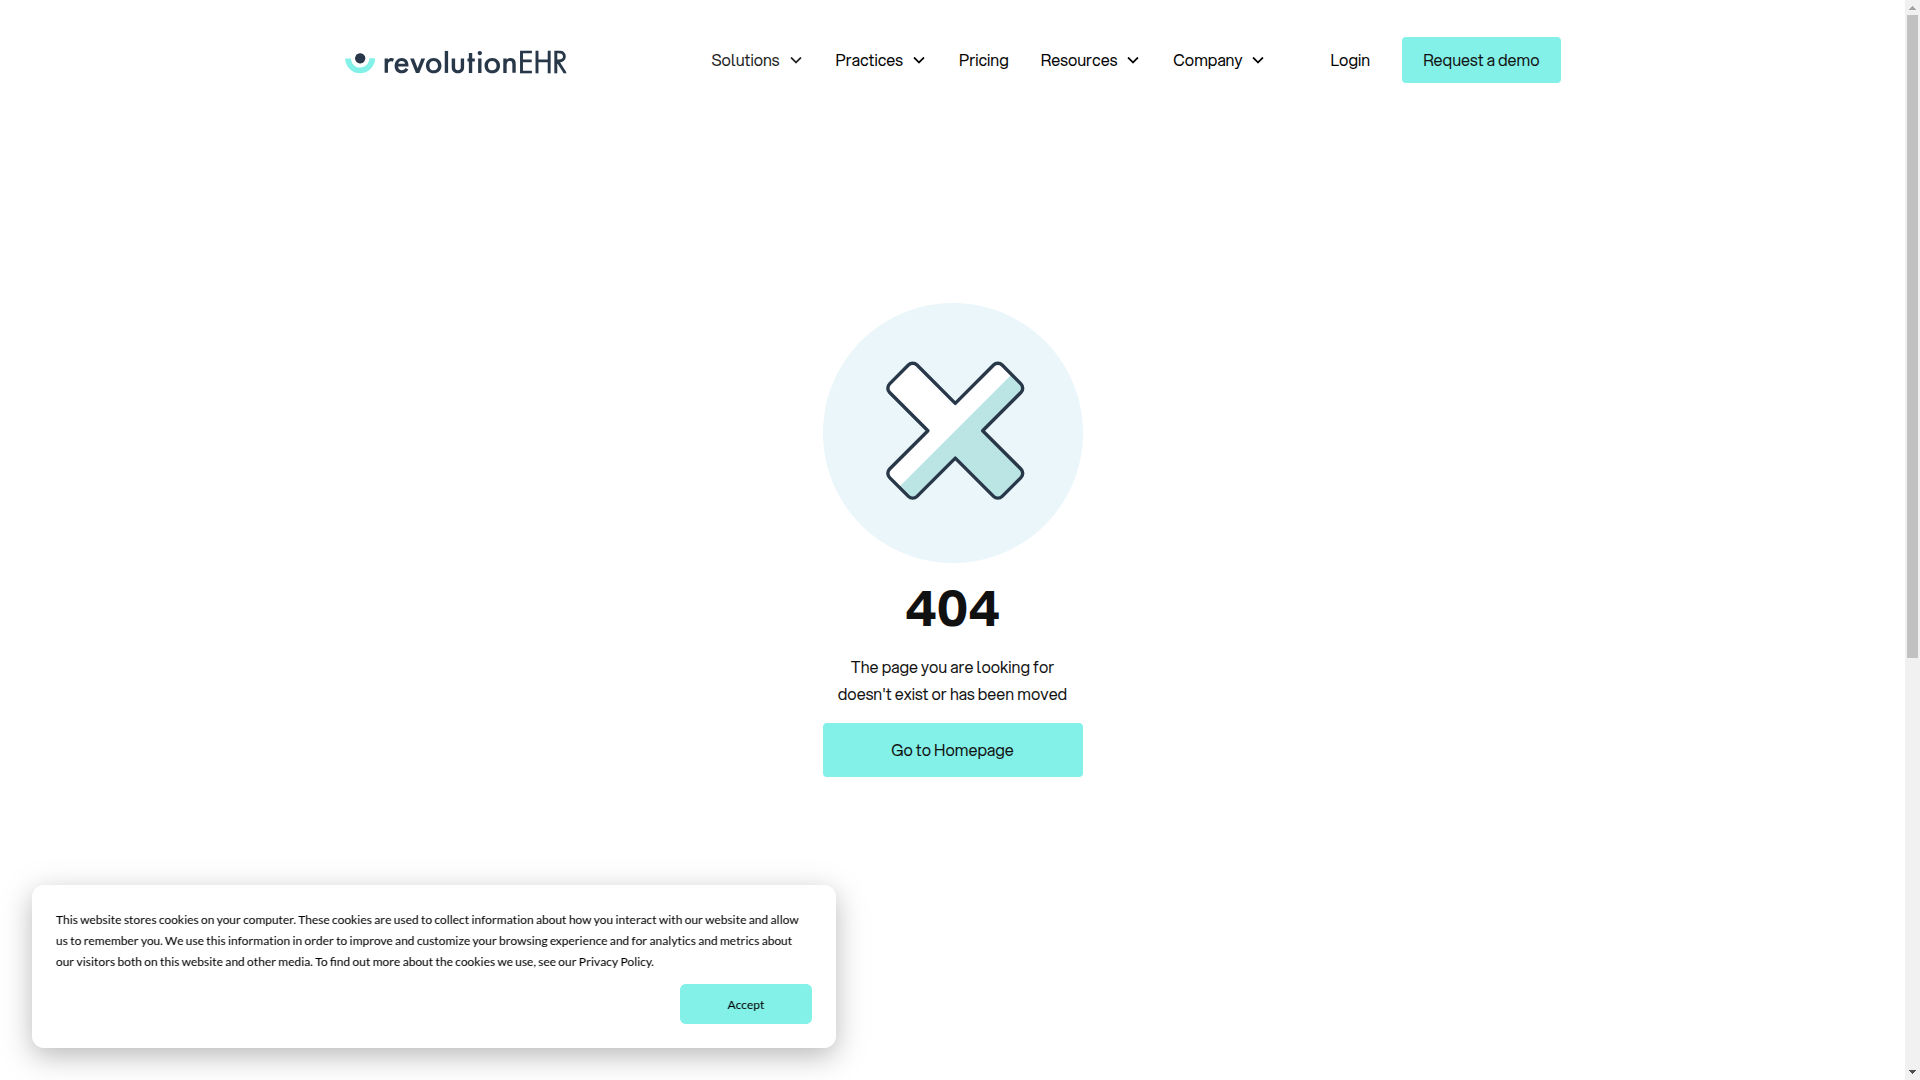 revolutionEHR
Solutions
Practices
Pricing
Resources
Company
Login
Request a demo
404
The page you are looking for
doesn't exist or has been moved
Go to Homepage
This website stores cookies on your computer. These cookies are used to collect information about how you interact with our website and allow
us to remember you. We use this information in order to improve and customize your browsing experience and for analytics and metrics about
our visitors both on this website and other media. To find out more about the cookies we use, see our Privacy Policy.
Accept